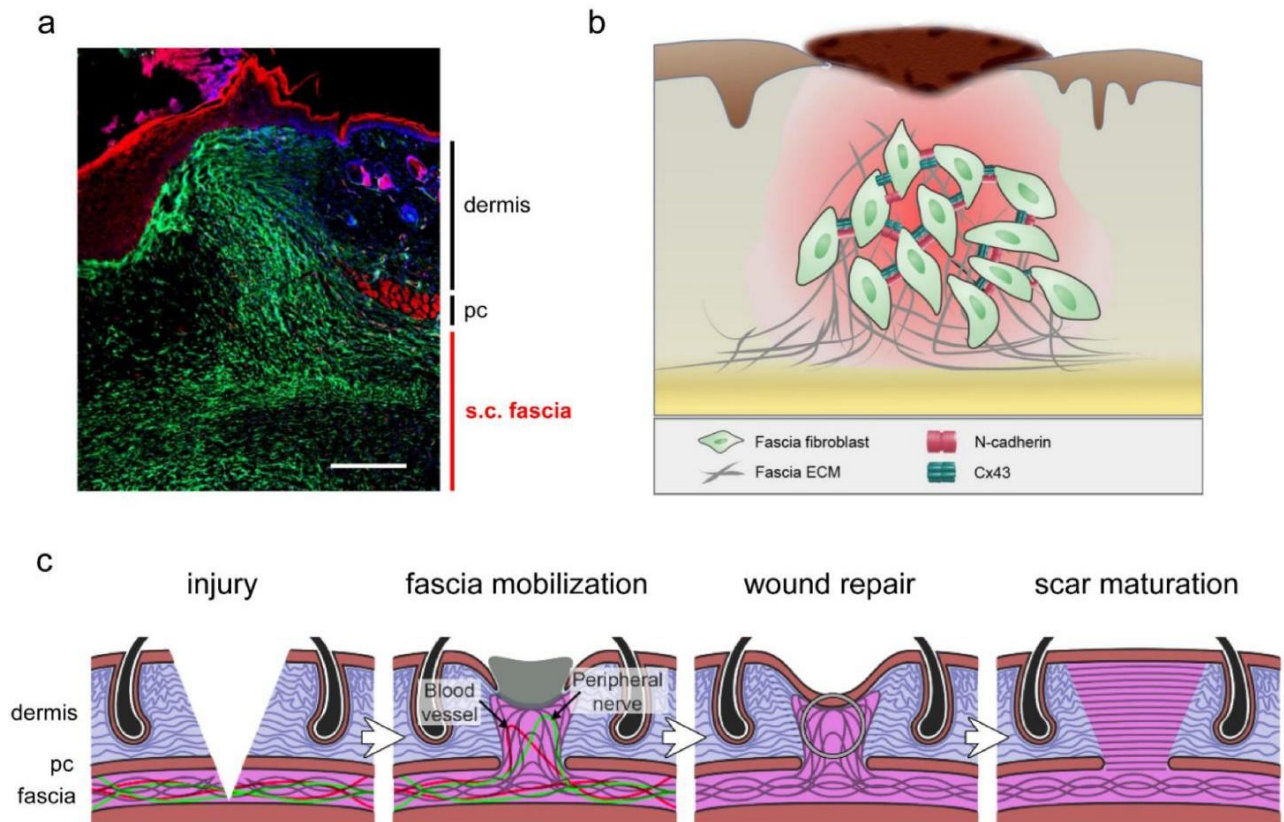 a
dermis
pc
s.c. fascia
b
Fascia fibroblast
N-cadherin
Fascia ECM
Cx43
c
injury
fascia mobilization
wound repair
scar maturation
Blood
vessel
Peripheral
nerve
dermis
pc
fascia